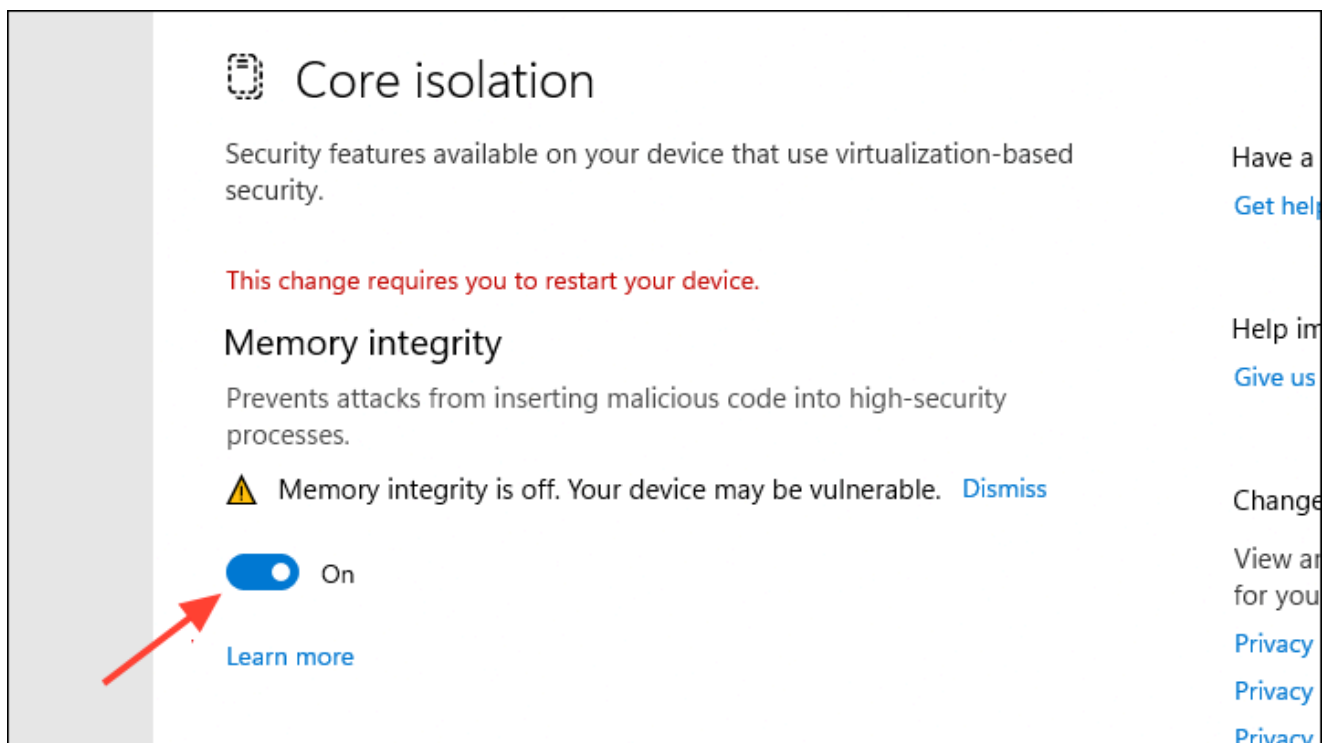 Core isolation
Security features available on your device that use virtualization-based
security.
This change requires you to restart your device.
Memory integrity
Prevents attacks from inserting malicious code into high-security
processes.
Memory integrity is off. Your device may be vulnerable. Dismiss
On
Learn more
Have a
Get help
Help im
Give us
Change
View an
for you
Privacy
Privacy
Privacy